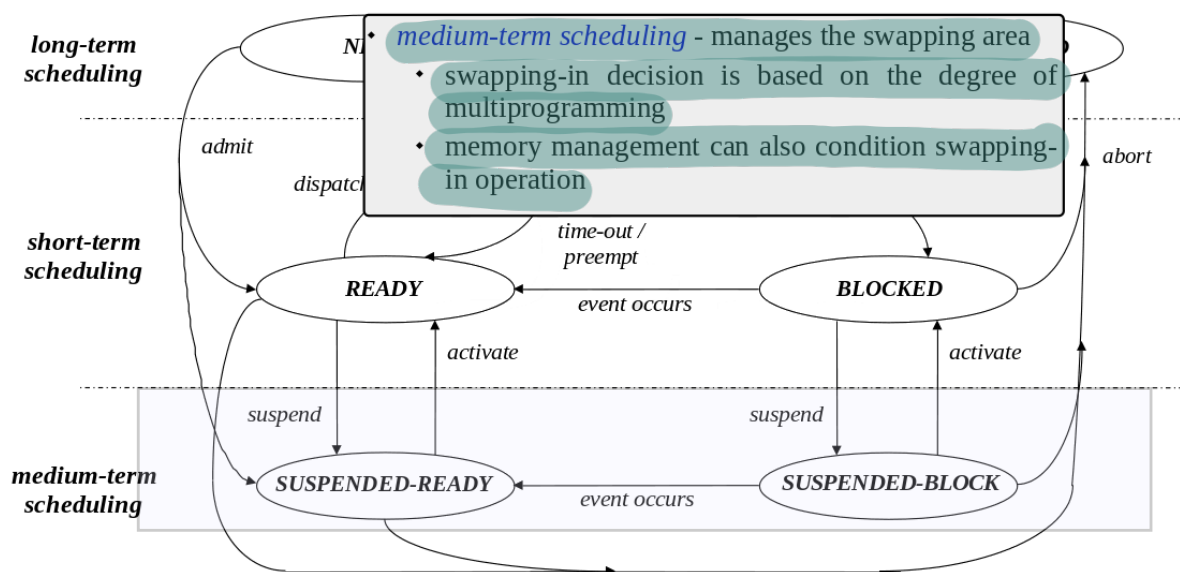 long-term
scheduling
medium-term scheduling - manages the swapping area
swapping-in decision is based on the degree of
multiprogramming
memory management can also condition swapping-
in operation
admit
abort
dispatch
short-term
scheduling
time-out /
preempt
READY
BLOCKED
event occurs
activate
activate
suspend
suspend
medium-term
scheduling
SUSPENDED-READY
SUSPENDED-BLOCK
event occurs